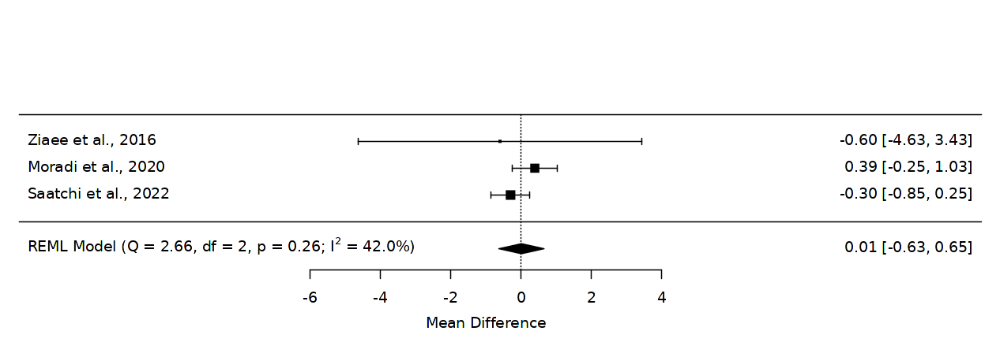 Ziaee et al., 2016 -0.60 [-4.63, 3.43]
Moradi et al., 2020 0.39 [-0.25, 1.03]
Saatchi et al., 2022 -0.30 [-0.85, 0.25]
REML Model (Q = 2.66, df = 2, p = 0.26; I² = 42.0%) 0.01 [-0.63, 0.65]
-6 -4 -2 0 2 4
Mean Difference